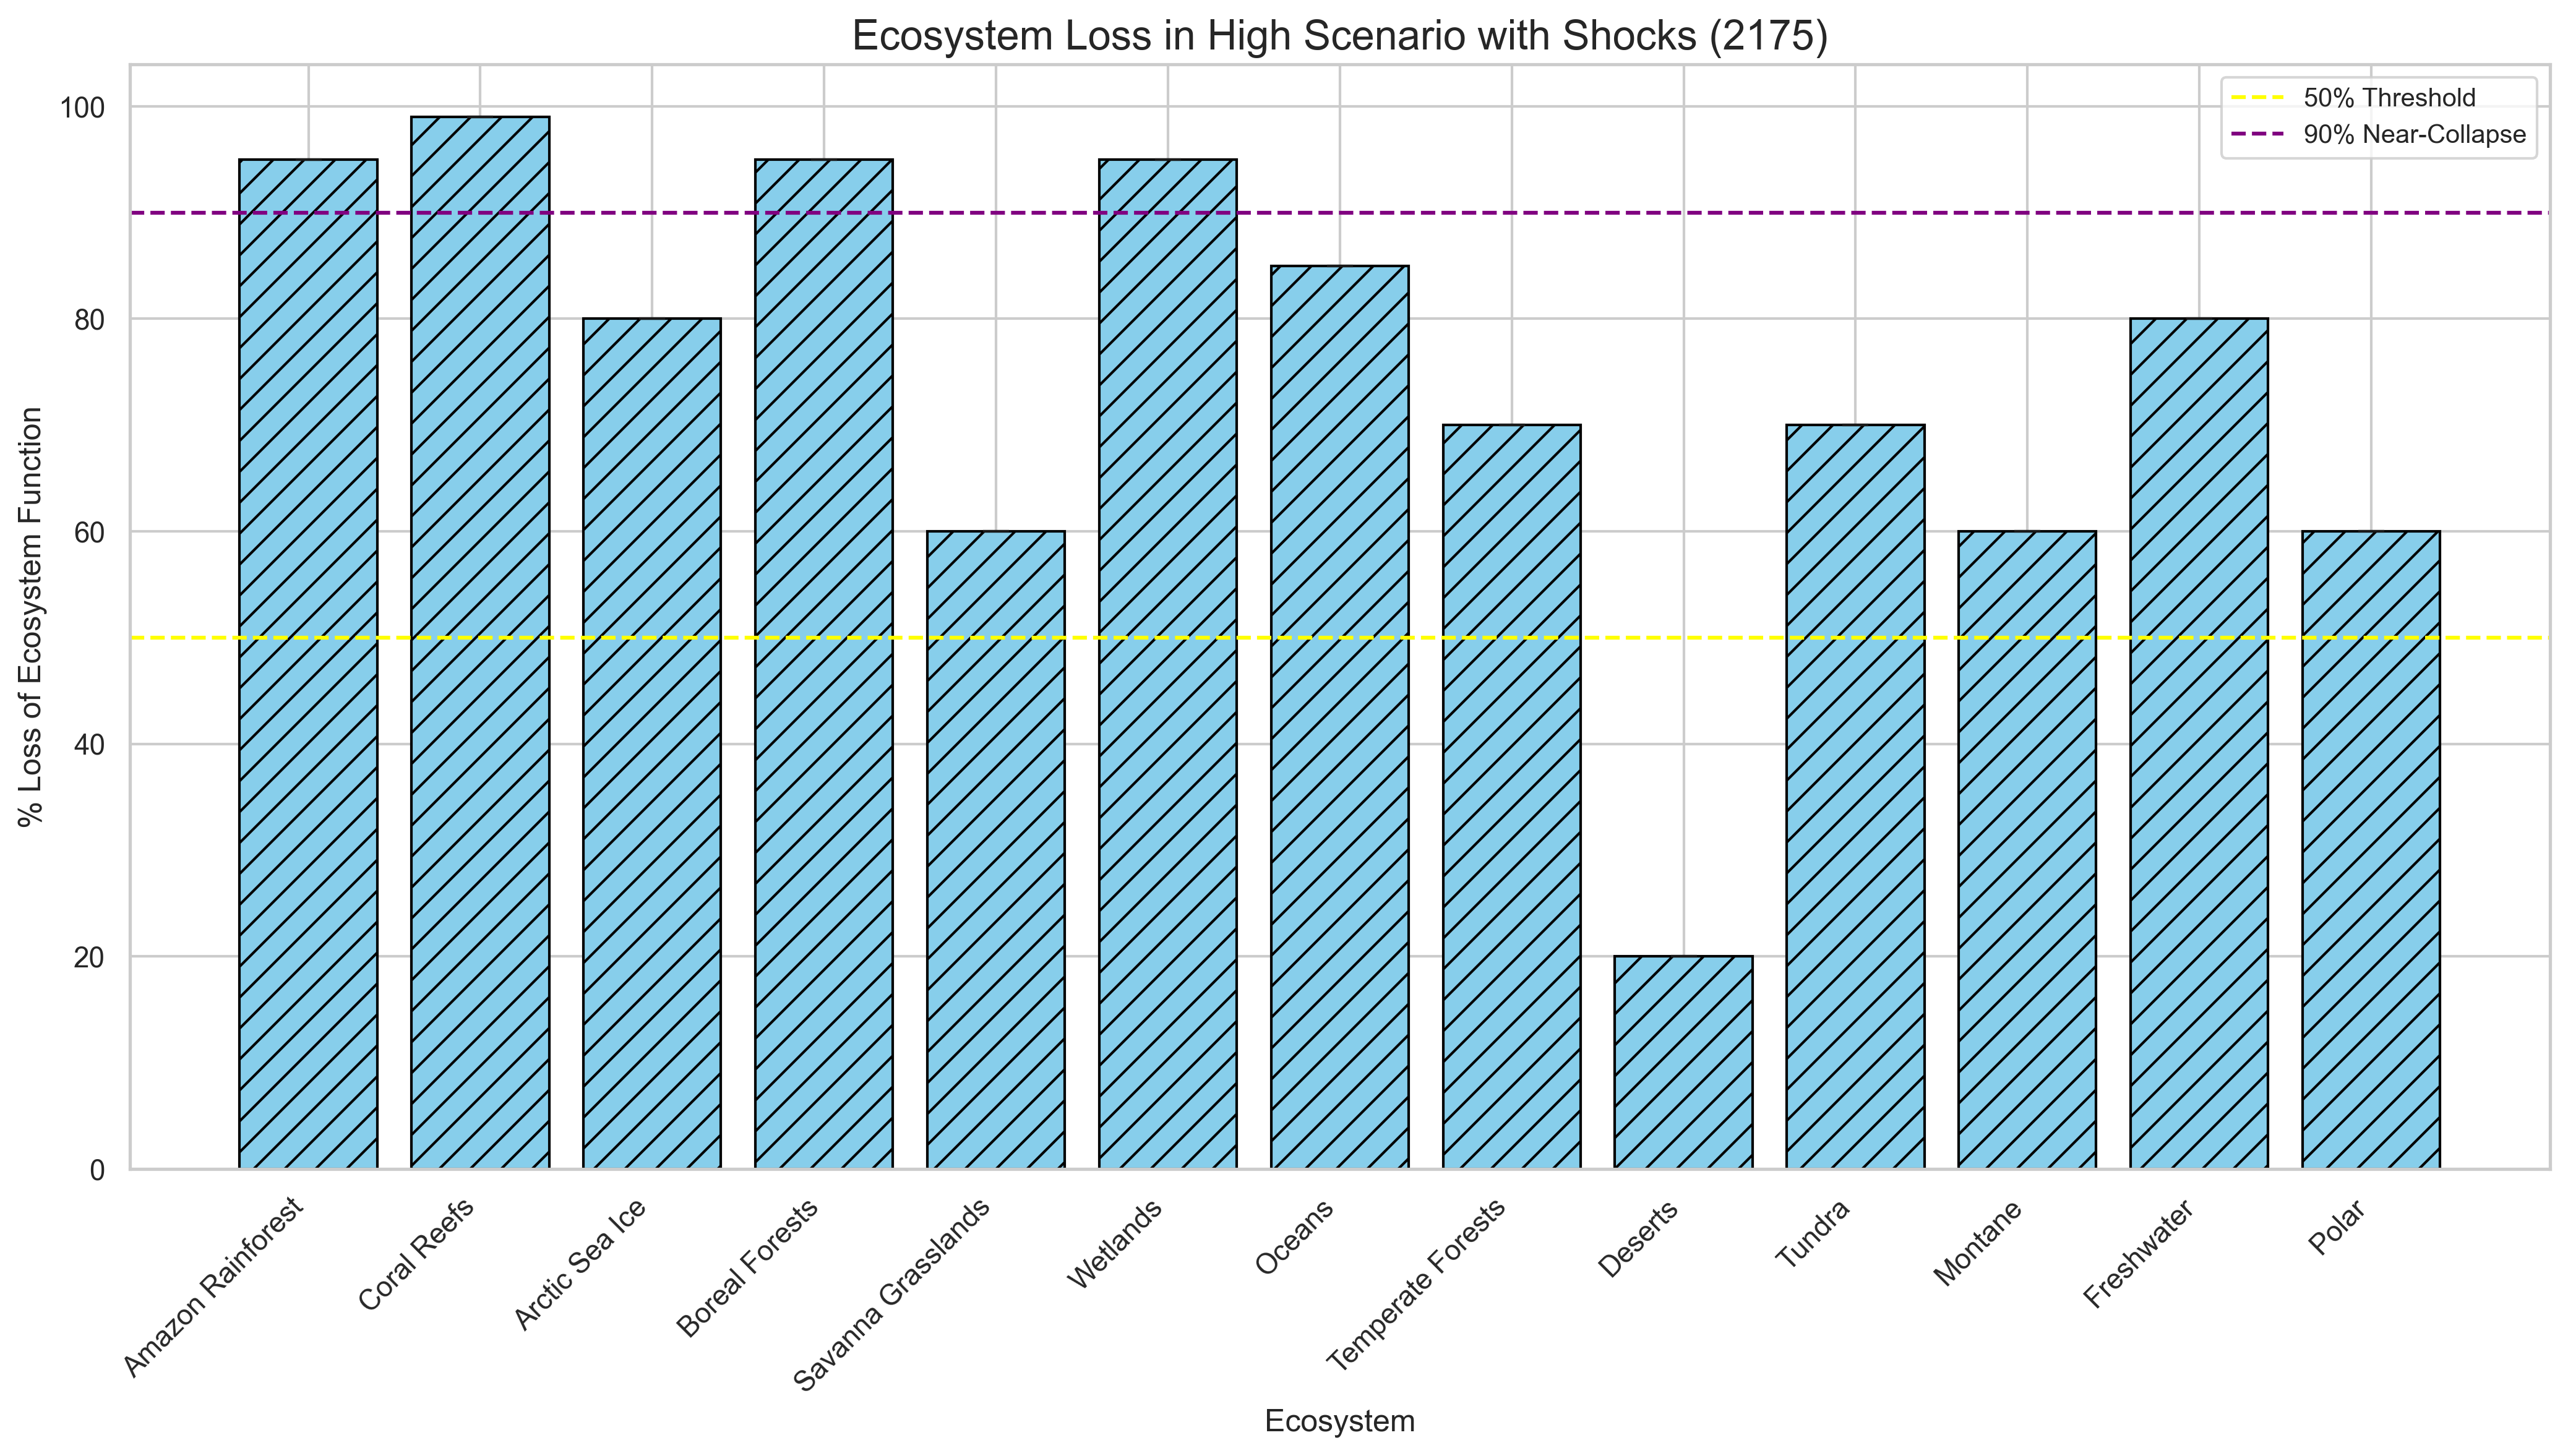 Ecosystem Loss in High Scenario with Shocks (2175)
50% Threshold
90% Near-Collapse
% Loss of Ecosystem Function
100
80
60
40
20
0
Amazon Rainforest
Coral Reefs
Arctic Sea Ice
Boreal Forests
Savanna Grasslands
Wetlands
Oceans
Temperate Forests
Deserts
Tundra
Montane
Freshwater
Polar
Ecosystem